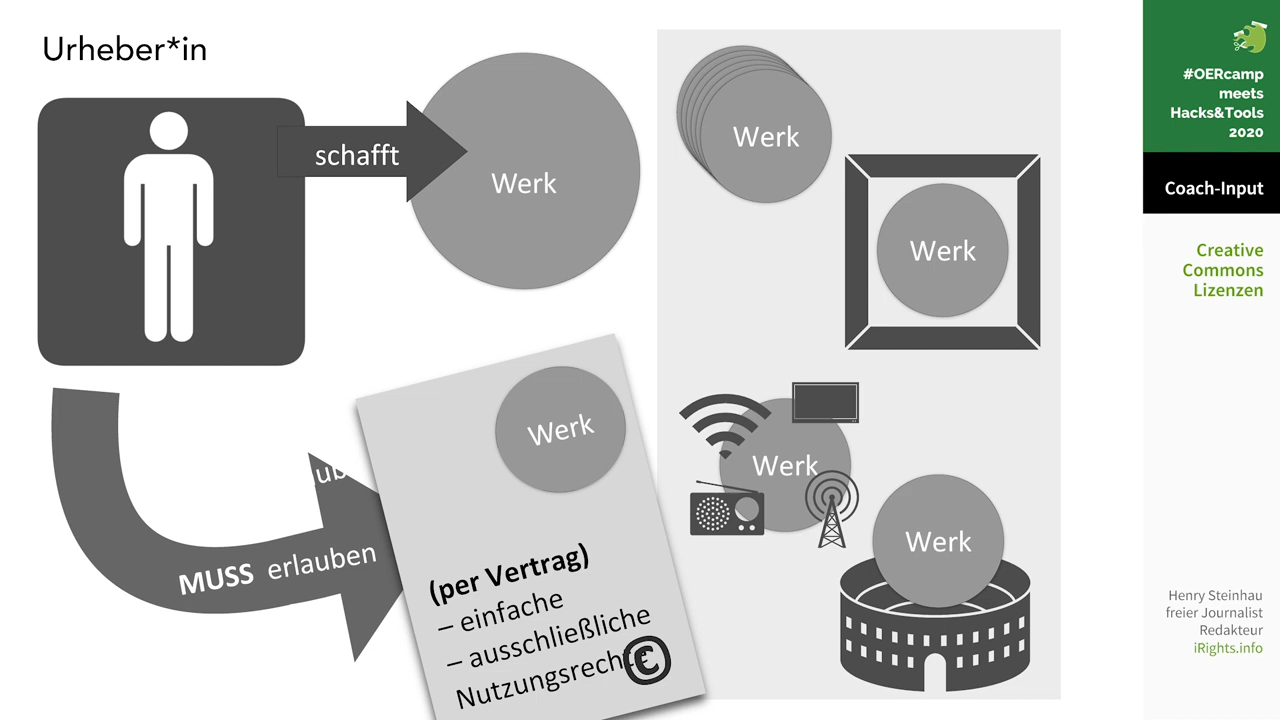 Urheber*in
schafft
Werk
Werk
Werk
Werk
Werk
MUSS erlauben
Werk
(per Vertrag)
– einfache
– ausschließliche
Nutzungsrechte
#OERcamp
meets
Hacks&Tools
2020
Coach-Input
Creative
Commons
Lizenzen
Henry Steinhau
freier Journalist
Redakteur
iRights.info